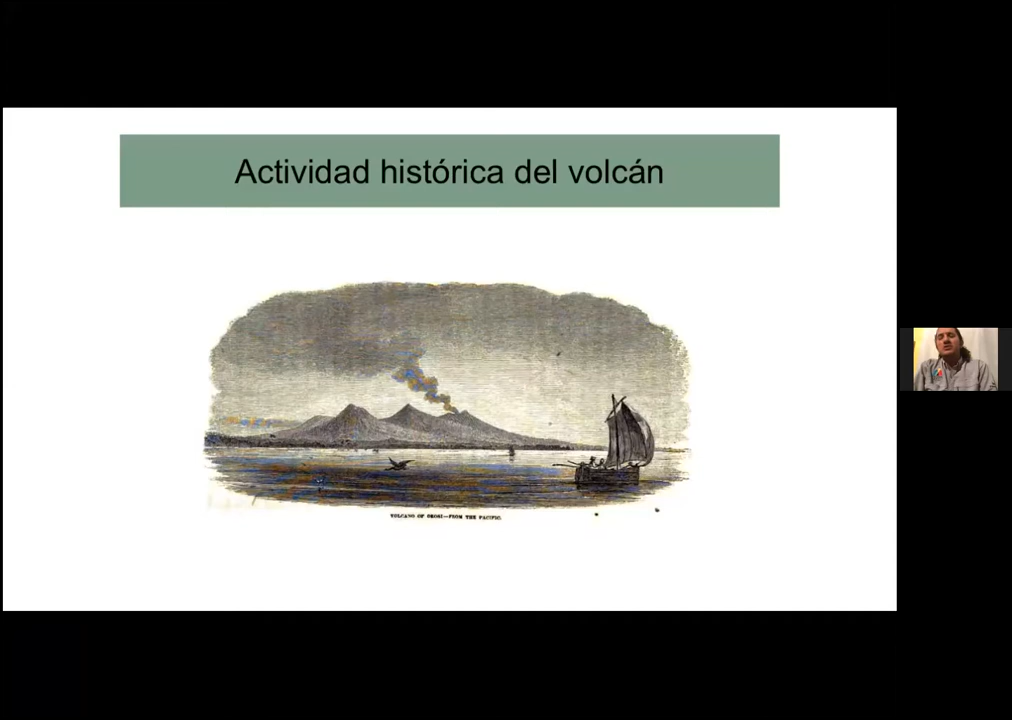 Actividad histórica del volcán
VOLCANO OF OROSI—FROM THE PACIFIC.